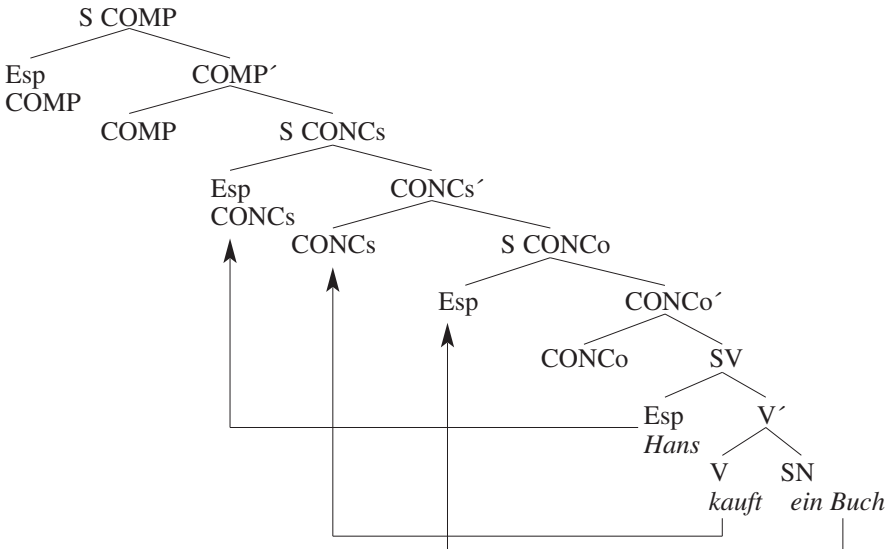 S COMP
Esp COMP´
COMP
COMP S CONCs
Esp CONCs´
CONCs
CONCs S CONCo
Esp CONCo´
CONCo SV
Esp V´
Hans
V SN
kauft ein Buch